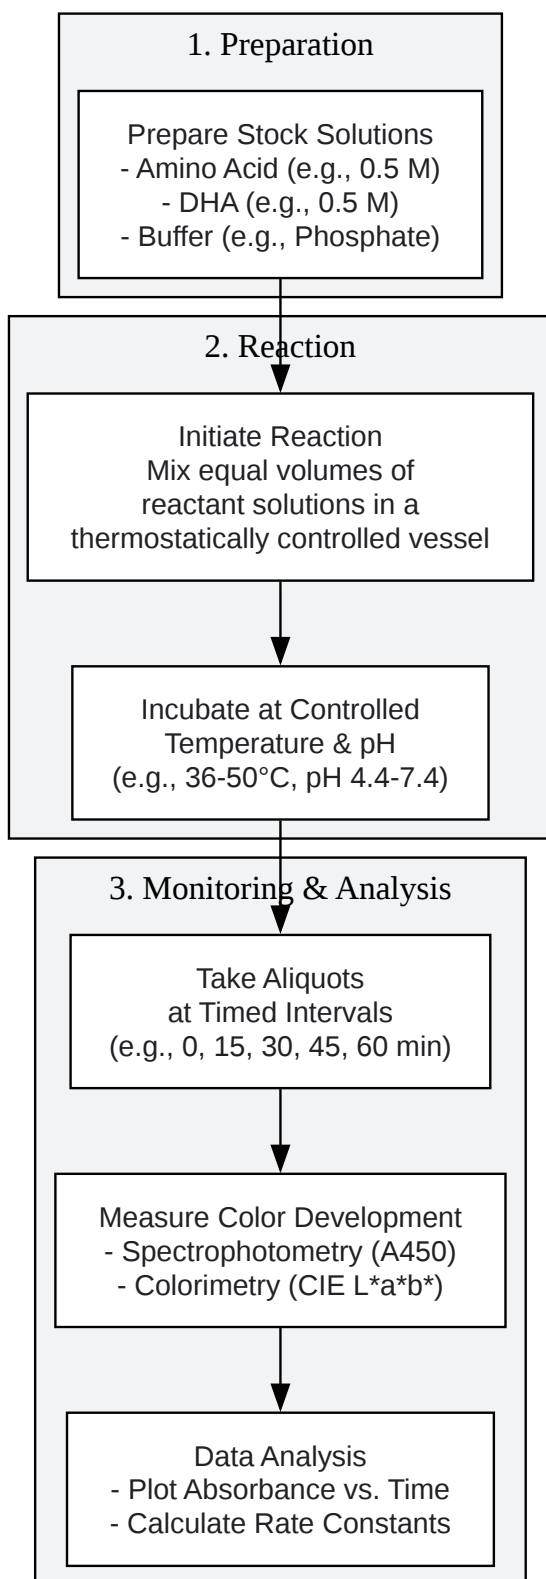 1. Preparation
Prepare Stock Solutions
- Amino Acid (e.g., 0.5 M)
- DHA (e.g., 0.5 M)
- Buffer (e.g., Phosphate)
2. Reaction
Initiate Reaction
Mix equal volumes of
reactant solutions in a
thermostatically controlled vessel
Incubate at Controlled
Temperature & pH
(e.g., 36-50°C, pH 4.4-7.4)
3. Monitoring & Analysis
Take Aliquots
at Timed Intervals
(e.g., 0, 15, 30, 45, 60 min)
Measure Color Development
- Spectrophotometry (A450)
- Colorimetry (CIE L*a*b*)
Data Analysis
- Plot Absorbance vs. Time
- Calculate Rate Constants